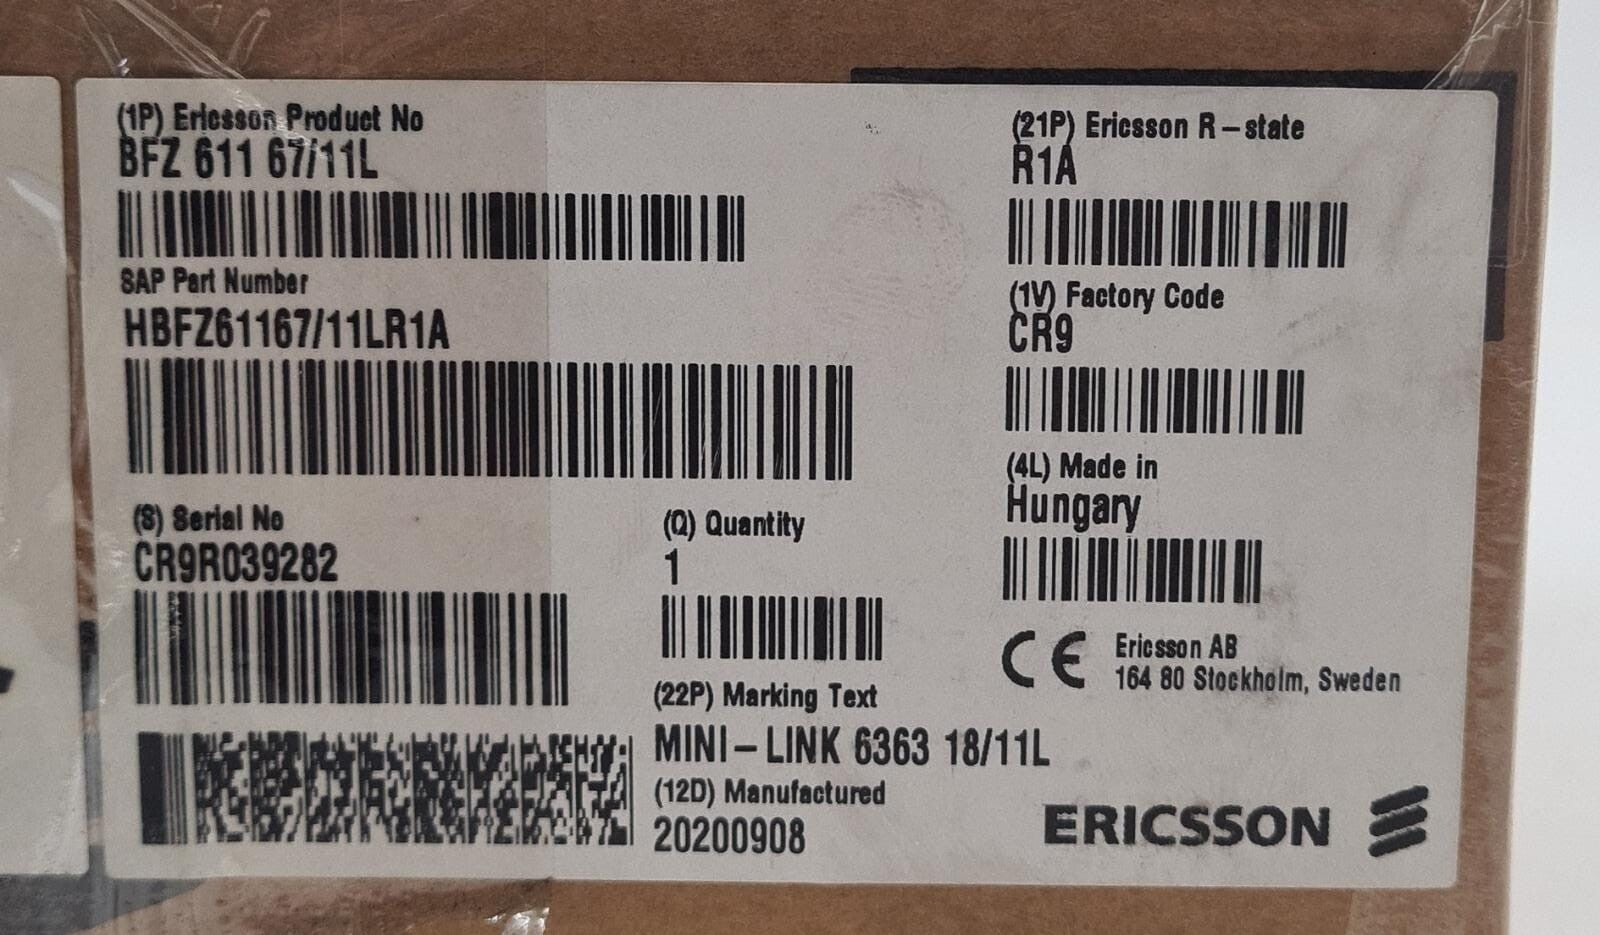 (1P) Ericsson Product No
BFZ 611 67/11L
SAP Part Number
HBFZ61167/11LR1A
(S) Serial No
CR9R039282
(Q) Quantity
1
(22P) Marking Text
MINI-LINK 6363 18/11L
(12D) Manufactured
20200908
(21P) Ericsson R-state
R1A
(1V) Factory Code
CR9
(4L) Made in
Hungary
CE
Ericsson AB
164 80 Stockholm, Sweden
ERICSSON